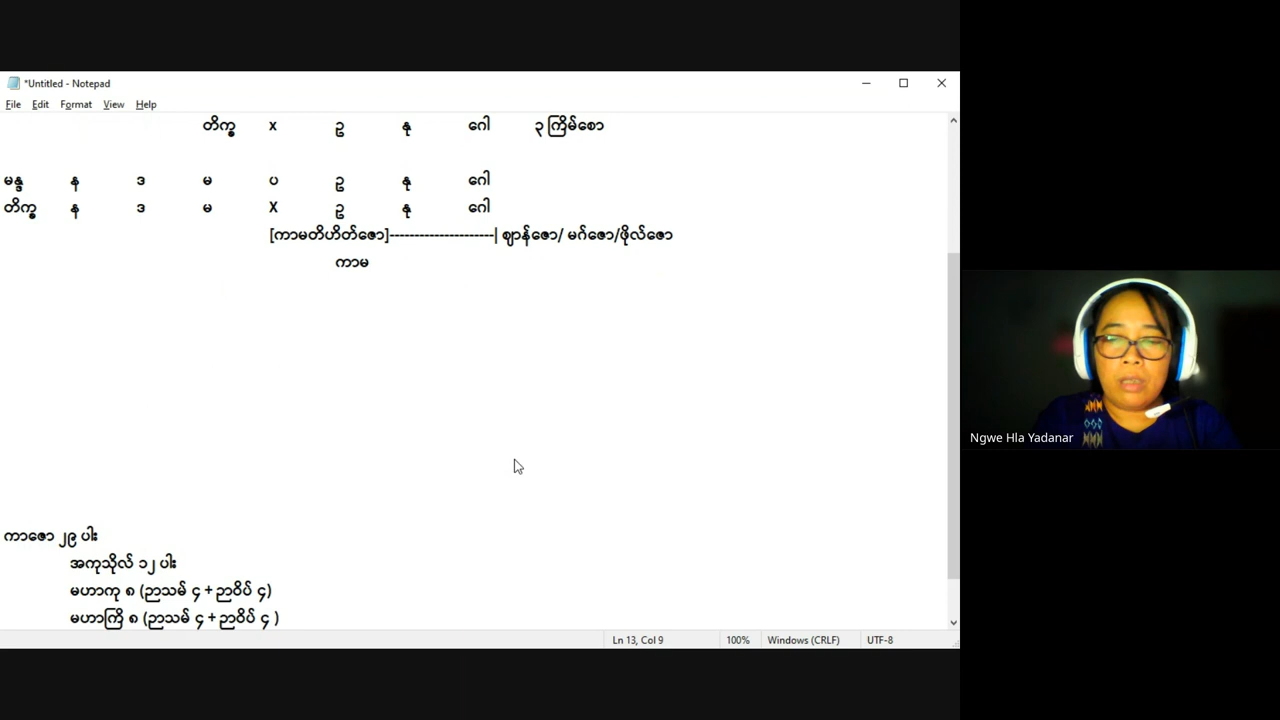 *Untitled - Notepad
File Edit Format View Help
တိက္ခ x ဥ နု ဂေါ ၃ ကြိမ်စော
မန္ဒ န ဒ မ ပ ဥ နု ဂေါ
တိက္ခ န ဒ မ X ဥ နု ဂေါ
[ကာမတိဟိတ်ဇော]---------------------| ဈာန်ဇော/ မဂ်ဇော/ဖိုလ်ဇော
ကာမ
ကာဇော ၂၉ ပါး
အကုသိုလ် ၁၂ ပါး
မဟာကု ၈ (ဉာသမ် ၄ + ဉာဝိပ် ၄)
မဟာကြိ ၈ (ဉာသမ် ၄ + ဉာဝိပ် ၄ )
Ln 13, Col 9 100% Windows (CRLF) UTF-8
Ngwe Hla Yadanar